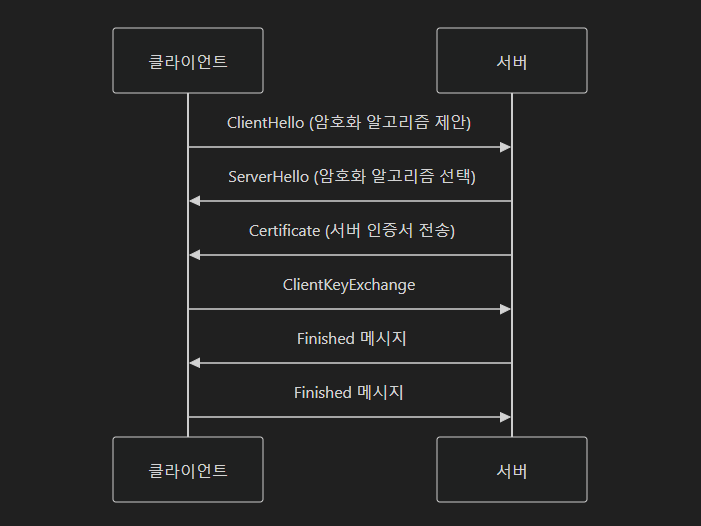 클라이언트
서버
ClientHello (암호화 알고리즘 제안)
ServerHello (암호화 알고리즘 선택)
Certificate (서버 인증서 전송)
ClientKeyExchange
Finished 메시지
Finished 메시지
클라이언트
서버